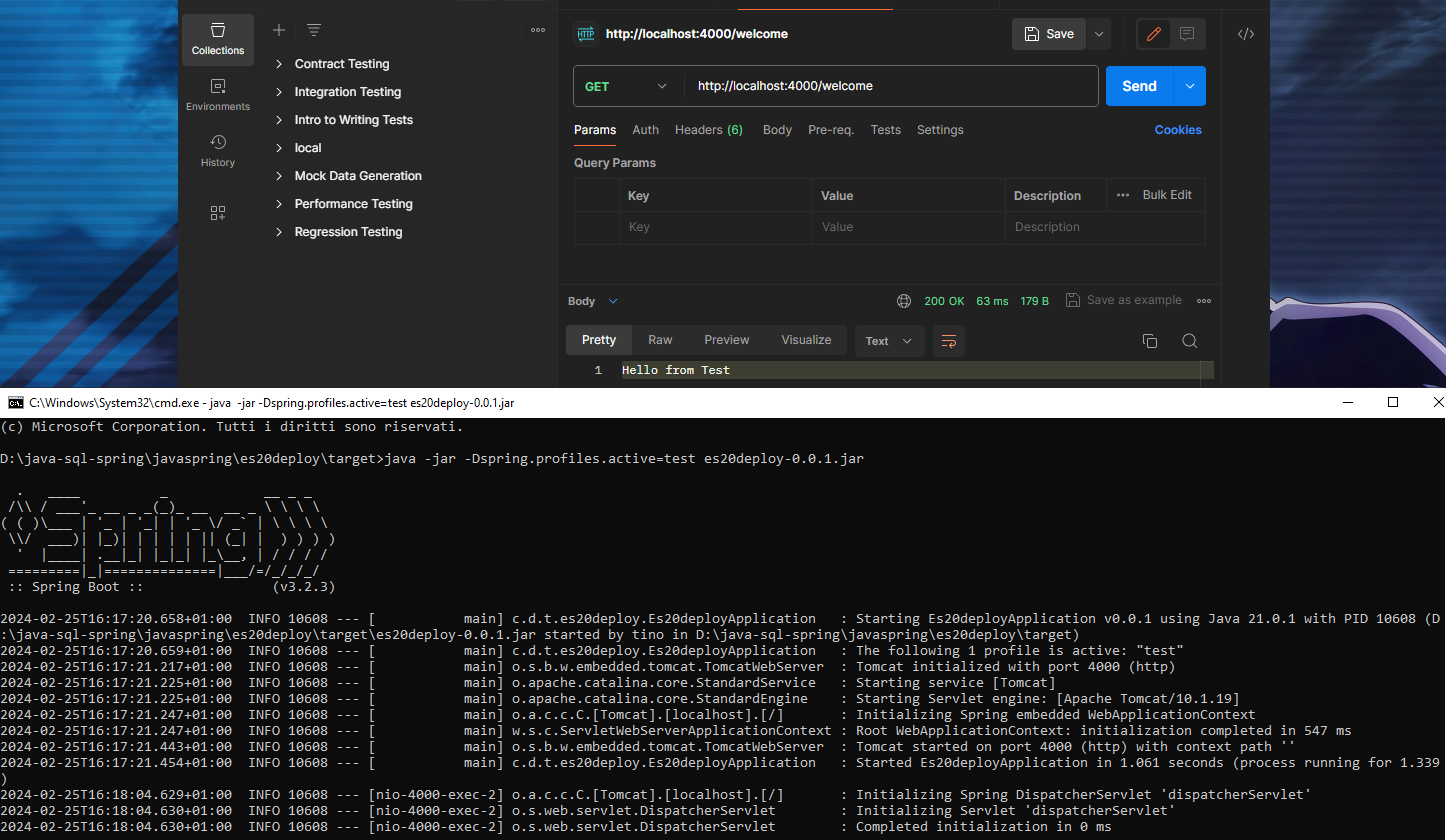 Collections
Environments
History
Contract Testing
Integration Testing
Intro to Writing Tests
local
Mock Data Generation
Performance Testing
Regression Testing
HTTP http://localhost:4000/welcome
Save
GET http://localhost:4000/welcome
Send
Params Auth Headers (6) Body Pre-req. Tests Settings Cookies
Query Params
Key Value Description Bulk Edit
Key Value Description
Body 200 OK 63 ms 179 B Save as example
Pretty Raw Preview Visualize Text
1 Hello from Test
C:\Windows\System32\cmd.exe - java  -jar -Dspring.profiles.active=test es20deploy-0.0.1.jar
(c) Microsoft Corporation. Tutti i diritti sono riservati.
D:\java-sql-spring\javaspring\es20deploy\target>java -jar -Dspring.profiles.active=test es20deploy-0.0.1.jar
  .   ____          _            __ _ _
 /\\ / ___'_ __ _ _(_)_ __  __ _ \ \ \ \
( ( )\___ | '_ | '_| | '_ \/ _` | \ \ \ \
 \\/  ___)| |_)| | | | | || (_| |  ) ) ) )
  '  |____| .__|_| |_|_| |_\__, | / / / /
 =========|_|==============|___/=/_/_/_/
 :: Spring Boot ::                (v3.2.3)
2024-02-25T16:17:20.658+01:00  INFO 10608 --- [           main] c.d.t.es20deploy.Es20deployApplication   : Starting Es20deployApplication v0.0.1 using Java 21.0.1 with PID 10608 (D
:\java-sql-spring\javaspring\es20deploy\target\es20deploy-0.0.1.jar started by tino in D:\java-sql-spring\javaspring\es20deploy\target)
2024-02-25T16:17:20.659+01:00  INFO 10608 --- [           main] c.d.t.es20deploy.Es20deployApplication   : The following 1 profile is active: "test"
2024-02-25T16:17:21.217+01:00  INFO 10608 --- [           main] o.s.b.w.embedded.tomcat.TomcatWebServer  : Tomcat initialized with port 4000 (http)
2024-02-25T16:17:21.225+01:00  INFO 10608 --- [           main] o.apache.catalina.core.StandardService   : Starting service [Tomcat]
2024-02-25T16:17:21.225+01:00  INFO 10608 --- [           main] o.apache.catalina.core.StandardEngine    : Starting Servlet engine: [Apache Tomcat/10.1.19]
2024-02-25T16:17:21.247+01:00  INFO 10608 --- [           main] o.a.c.c.C.[Tomcat].[localhost].[/]       : Initializing Spring embedded WebApplicationContext
2024-02-25T16:17:21.247+01:00  INFO 10608 --- [           main] w.s.c.ServletWebServerApplicationContext : Root WebApplicationContext: initialization completed in 547 ms
2024-02-25T16:17:21.443+01:00  INFO 10608 --- [           main] o.s.b.w.embedded.tomcat.TomcatWebServer  : Tomcat started on port 4000 (http) with context path ''
2024-02-25T16:17:21.454+01:00  INFO 10608 --- [           main] c.d.t.es20deploy.Es20deployApplication   : Started Es20deployApplication in 1.061 seconds (process running for 1.339
)
2024-02-25T16:18:04.629+01:00  INFO 10608 --- [nio-4000-exec-2] o.a.c.c.C.[Tomcat].[localhost].[/]       : Initializing Spring DispatcherServlet 'dispatcherServlet'
2024-02-25T16:18:04.630+01:00  INFO 10608 --- [nio-4000-exec-2] o.s.web.servlet.DispatcherServlet        : Initializing Servlet 'dispatcherServlet'
2024-02-25T16:18:04.630+01:00  INFO 10608 --- [nio-4000-exec-2] o.s.web.servlet.DispatcherServlet        : Completed initialization in 0 ms